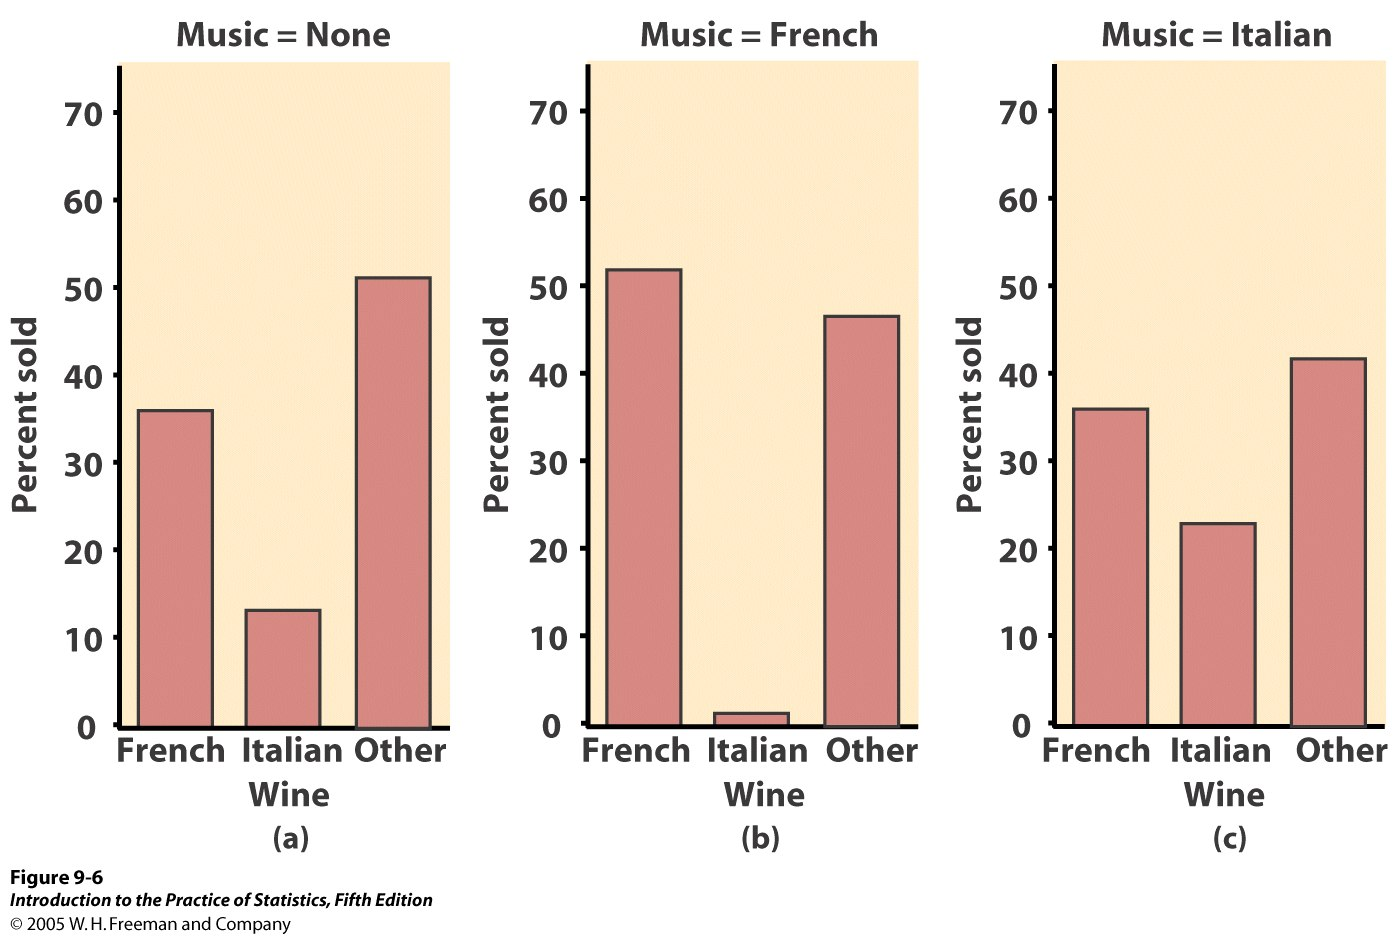 Music = None
70
60
50
40
30
20
10
0
Percent sold
French Italian Other
Wine
(a)
Music = French
70
60
50
40
30
20
10
0
Percent sold
French Italian Other
Wine
(b)
Music = Italian
70
60
50
40
30
20
10
0
Percent sold
French Italian Other
Wine
(c)
Figure 9-6
Introduction to the Practice of Statistics, Fifth Edition
© 2005 W. H. Freeman and Company